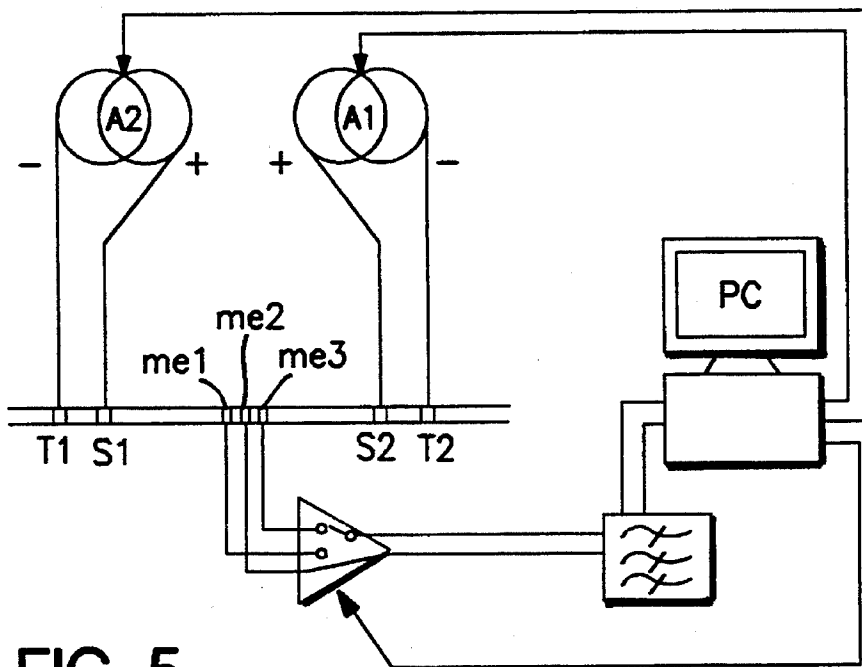 A2
A1
- +
+ -
PC
me2
me1
me3
T1 S1
S2 T2
FIG. 5